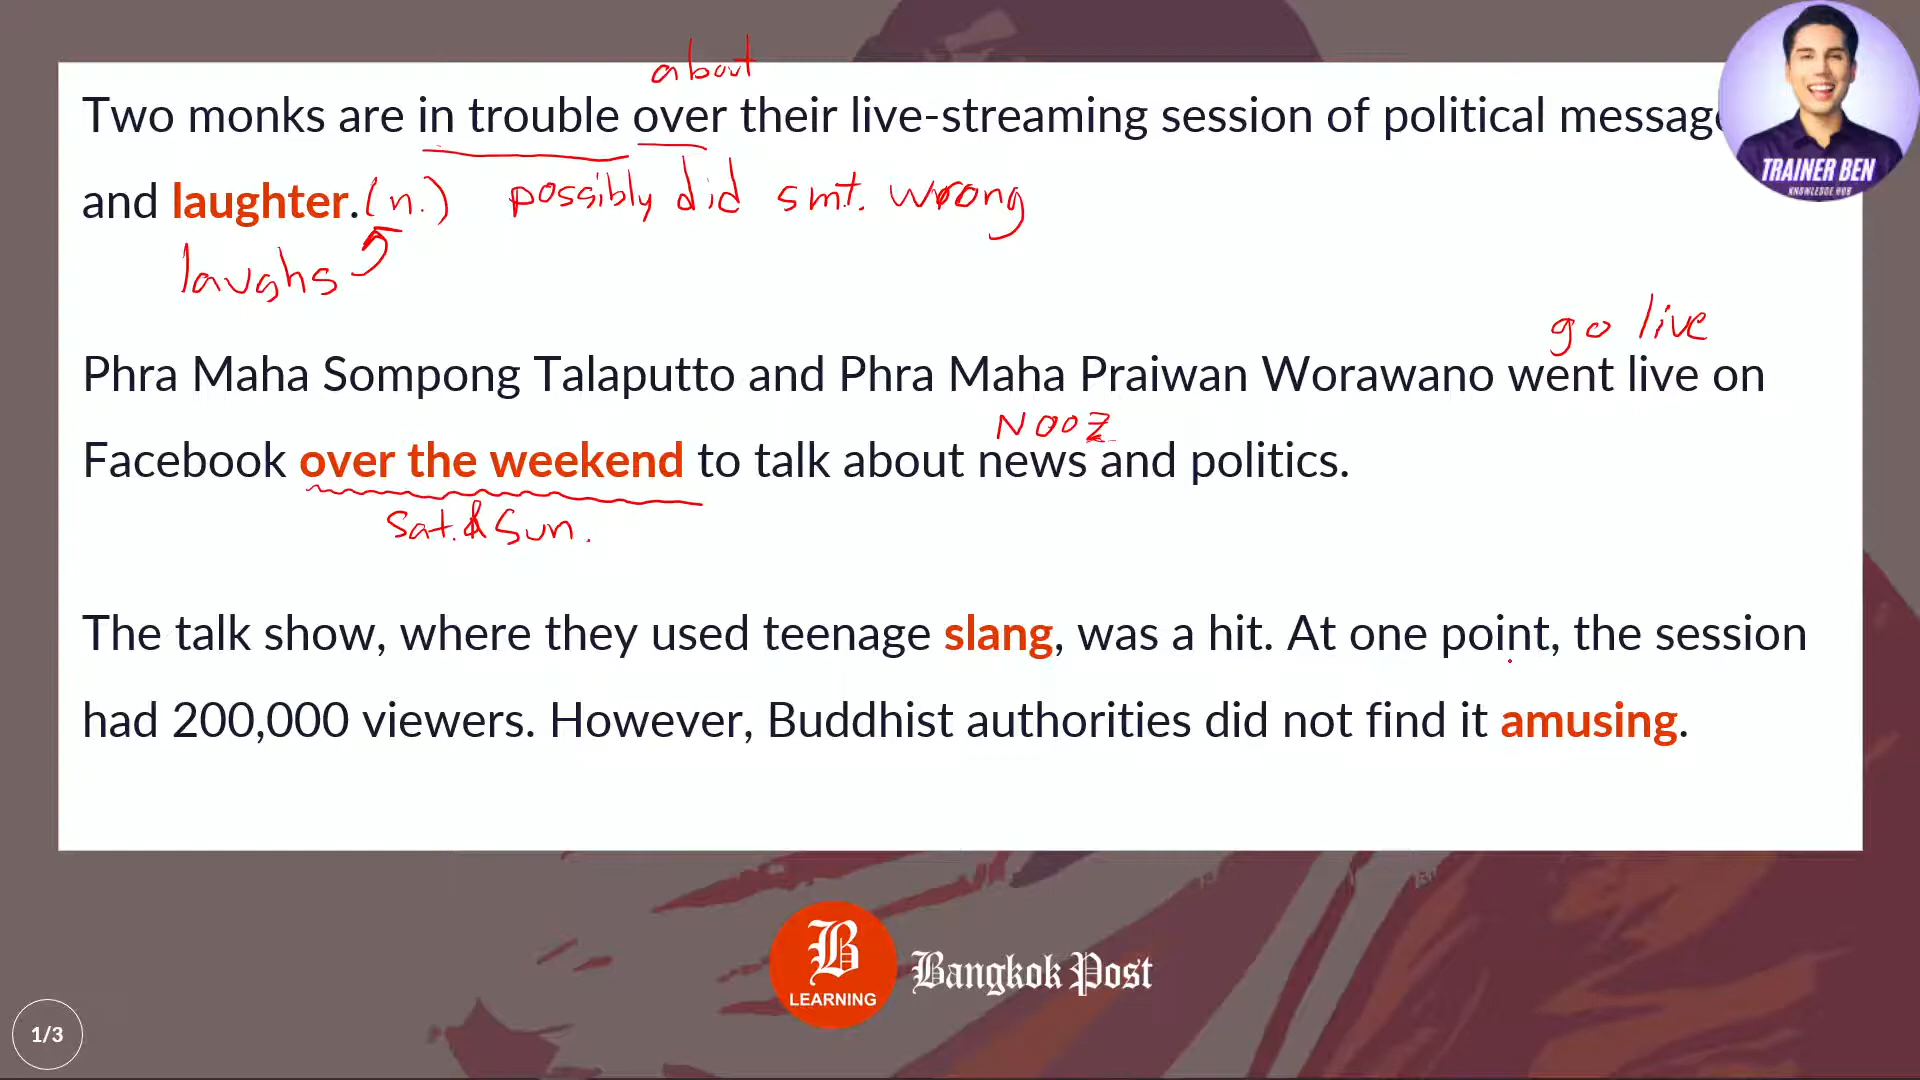 about
Two monks are in trouble over their live-streaming session of political message
and laughter. (n.) possibly did smt. wrong
laughs
go live
Phra Maha Sompong Talaputto and Phra Maha Praiwan Worawano went live on
NOOZ
Facebook over the weekend to talk about news and politics.
Sat. & Sun.
The talk show, where they used teenage slang, was a hit. At one point, the session
had 200,000 viewers. However, Buddhist authorities did not find it amusing.
TRAINER BEN
KNOWLEDGE HUB
B
LEARNING
Bangkok Post
1/3